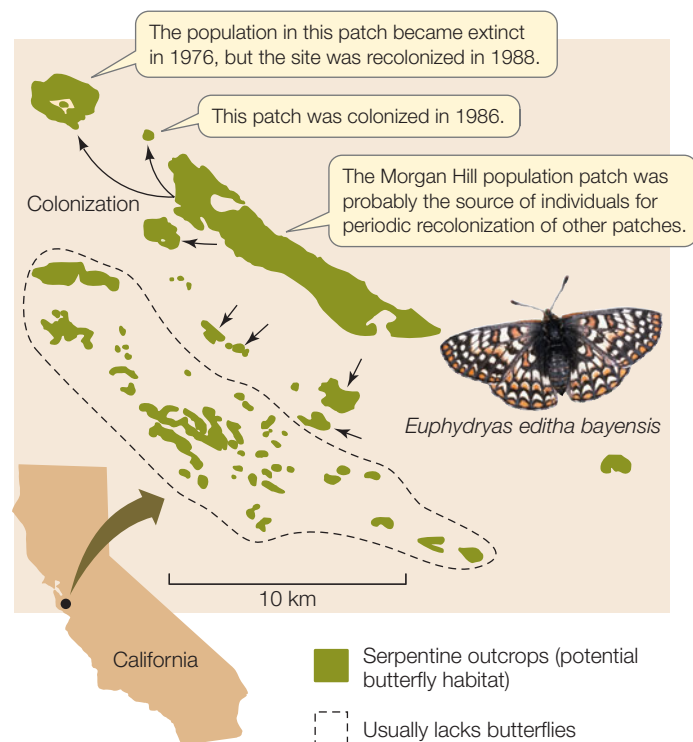 The population in this patch became extinct
in 1976, but the site was recolonized in 1988.
This patch was colonized in 1986.
The Morgan Hill population patch was
probably the source of individuals for
periodic recolonization of other patches.
Colonization
Euphydryas editha bayensis
10 km
California
Serpentine outcrops (potential
butterfly habitat)
Usually lacks butterflies